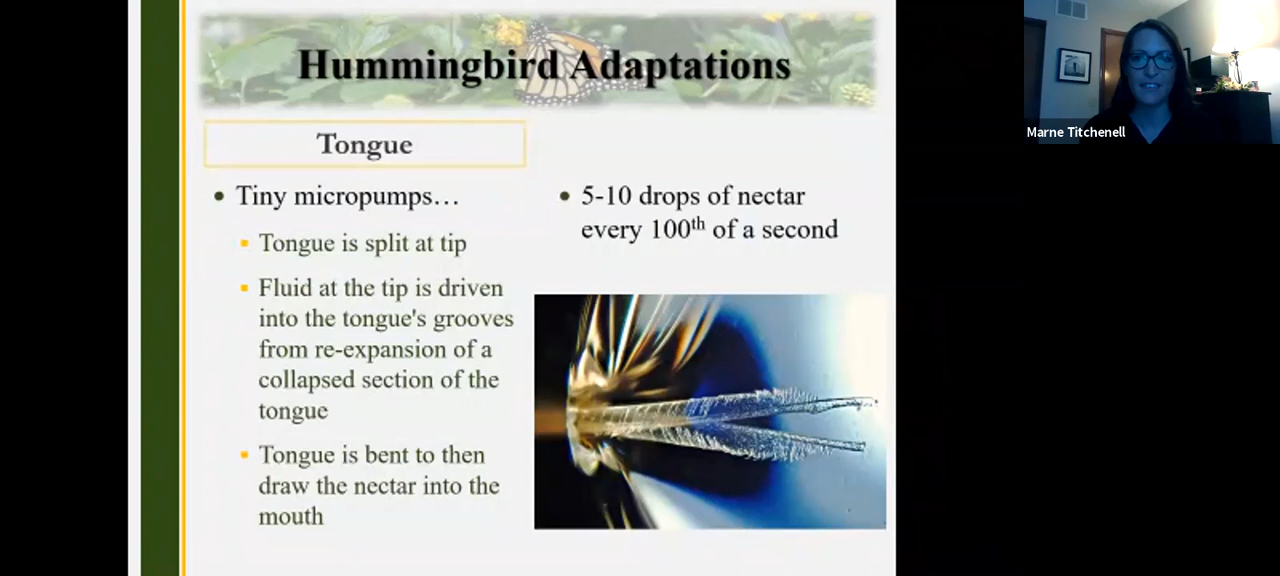 Hummingbird Adaptations
Marne Titchenell
Tongue
• Tiny micropumps…
▪ Tongue is split at tip
▪ Fluid at the tip is driven
into the tongue's grooves
from re-expansion of a
collapsed section of the
tongue
▪ Tongue is bent to then
draw the nectar into the
mouth
• 5-10 drops of nectar
every 100th of a second